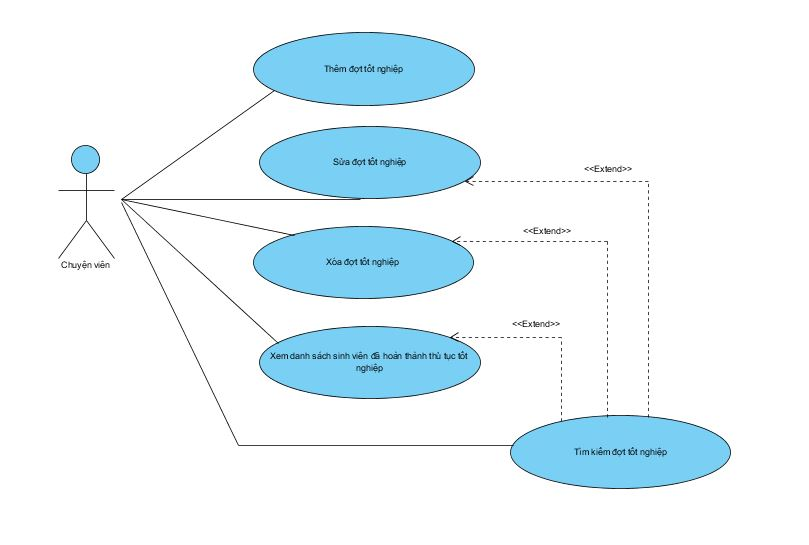 Thêm đợt tốt nghiệp
Sửa đợt tốt nghiệp
<<Extend>>
Chuyện viên
Xóa đợt tốt nghiệp
<<Extend>>
<<Extend>>
Xem danh sách sinh viên đã hoàn thành thủ tục tốt
nghiệp
Tìm kiếm đợt tốt nghiệp